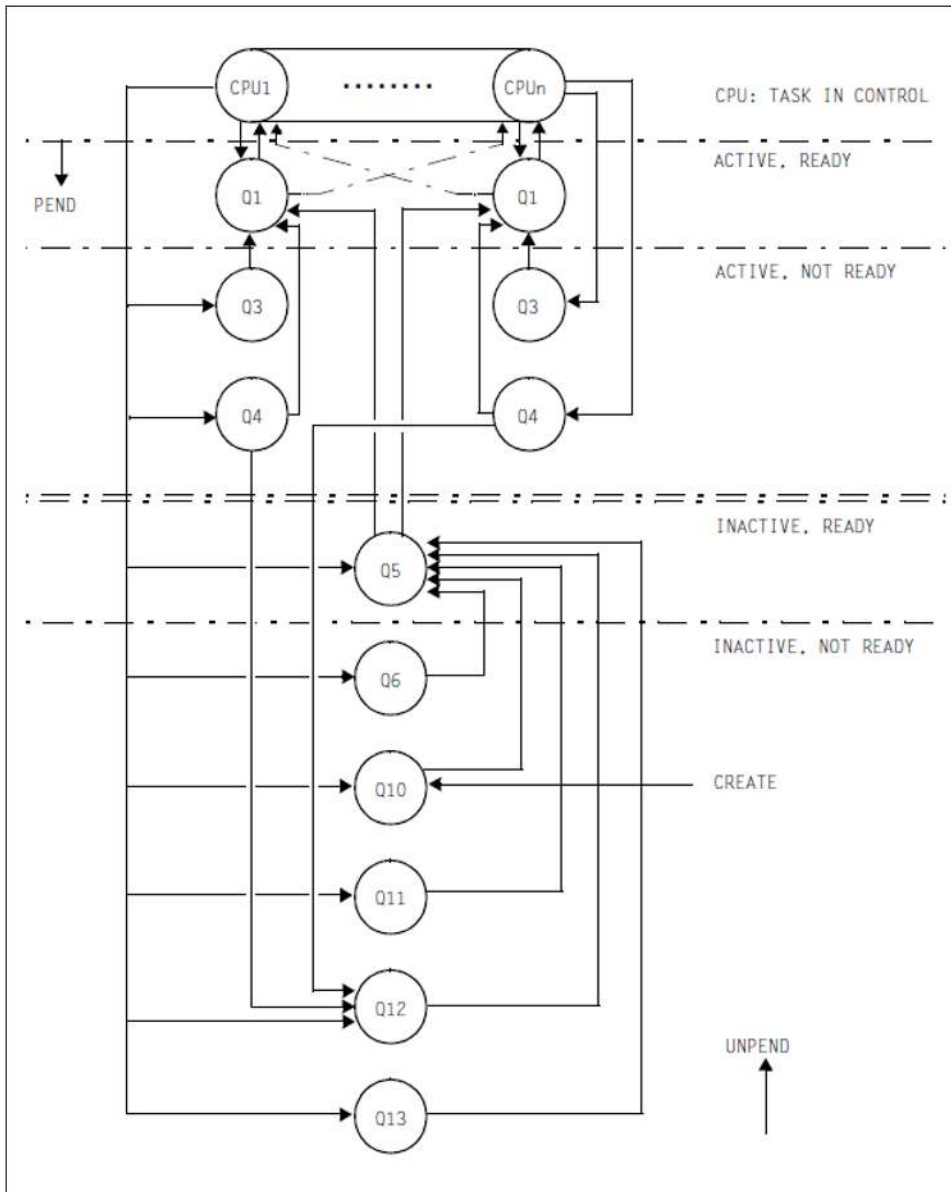 CPU1 ........ CPUn
CPU: TASK IN CONTROL
ACTIVE, READY
PEND
Q1 Q1
ACTIVE, NOT READY
Q3 Q3
Q4 Q4
INACTIVE, READY
Q5
INACTIVE, NOT READY
Q6
Q10
CREATE
Q11
Q12
UNPEND
Q13